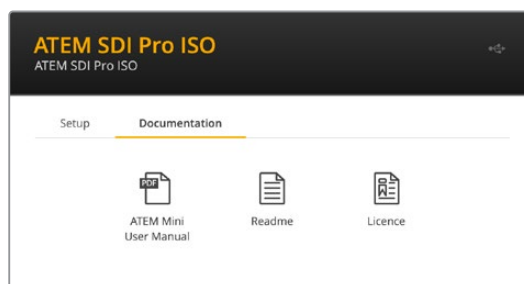 ATEM SDI Pro ISO
ATEM SDI Pro ISO
Setup
Documentation
PDF
ATEM Mini
User Manual
Readme
Licence